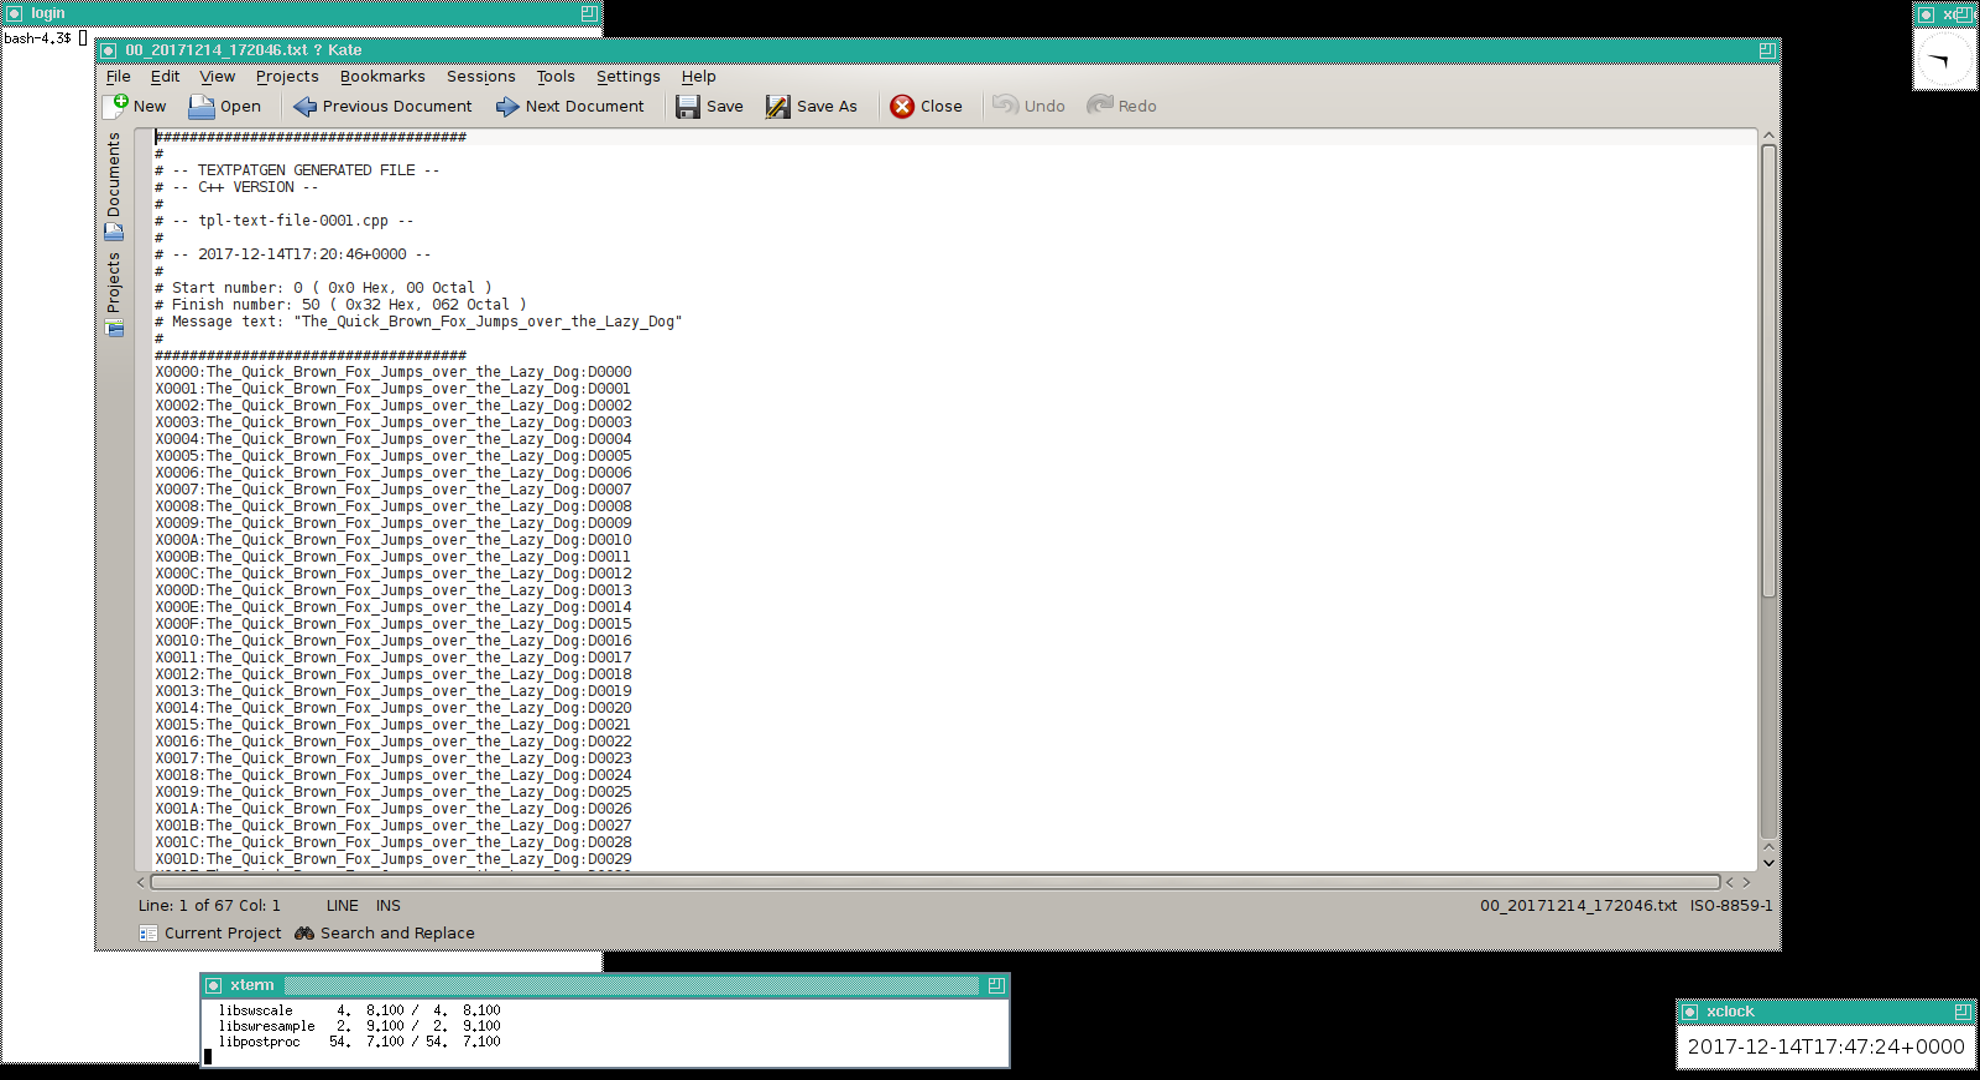 login
bash-4.3$
00_20171214_172046.txt ? Kate
File Edit View Projects Bookmarks Sessions Tools Settings Help
New Open Previous Document Next Document Save Save As Close Undo Redo
Documents
Projects
####################################
#
# -- TEXTPATGEN GENERATED FILE --
# -- C++ VERSION --
#
# -- tpl-text-file-0001.cpp --
#
# -- 2017-12-14T17:20:46+0000 --
#
# Start number: 0 ( 0x0 Hex, 00 Octal )
# Finish number: 50 ( 0x32 Hex, 062 Octal )
# Message text: "The_Quick_Brown_Fox_Jumps_over_the_Lazy_Dog"
#
####################################
X0000:The_Quick_Brown_Fox_Jumps_over_the_Lazy_Dog:D0000
X0001:The_Quick_Brown_Fox_Jumps_over_the_Lazy_Dog:D0001
X0002:The_Quick_Brown_Fox_Jumps_over_the_Lazy_Dog:D0002
X0003:The_Quick_Brown_Fox_Jumps_over_the_Lazy_Dog:D0003
X0004:The_Quick_Brown_Fox_Jumps_over_the_Lazy_Dog:D0004
X0005:The_Quick_Brown_Fox_Jumps_over_the_Lazy_Dog:D0005
X0006:The_Quick_Brown_Fox_Jumps_over_the_Lazy_Dog:D0006
X0007:The_Quick_Brown_Fox_Jumps_over_the_Lazy_Dog:D0007
X0008:The_Quick_Brown_Fox_Jumps_over_the_Lazy_Dog:D0008
X0009:The_Quick_Brown_Fox_Jumps_over_the_Lazy_Dog:D0009
X000A:The_Quick_Brown_Fox_Jumps_over_the_Lazy_Dog:D0010
X000B:The_Quick_Brown_Fox_Jumps_over_the_Lazy_Dog:D0011
X000C:The_Quick_Brown_Fox_Jumps_over_the_Lazy_Dog:D0012
X000D:The_Quick_Brown_Fox_Jumps_over_the_Lazy_Dog:D0013
X000E:The_Quick_Brown_Fox_Jumps_over_the_Lazy_Dog:D0014
X000F:The_Quick_Brown_Fox_Jumps_over_the_Lazy_Dog:D0015
X0010:The_Quick_Brown_Fox_Jumps_over_the_Lazy_Dog:D0016
X0011:The_Quick_Brown_Fox_Jumps_over_the_Lazy_Dog:D0017
X0012:The_Quick_Brown_Fox_Jumps_over_the_Lazy_Dog:D0018
X0013:The_Quick_Brown_Fox_Jumps_over_the_Lazy_Dog:D0019
X0014:The_Quick_Brown_Fox_Jumps_over_the_Lazy_Dog:D0020
X0015:The_Quick_Brown_Fox_Jumps_over_the_Lazy_Dog:D0021
X0016:The_Quick_Brown_Fox_Jumps_over_the_Lazy_Dog:D0022
X0017:The_Quick_Brown_Fox_Jumps_over_the_Lazy_Dog:D0023
X0018:The_Quick_Brown_Fox_Jumps_over_the_Lazy_Dog:D0024
X0019:The_Quick_Brown_Fox_Jumps_over_the_Lazy_Dog:D0025
X001A:The_Quick_Brown_Fox_Jumps_over_the_Lazy_Dog:D0026
X001B:The_Quick_Brown_Fox_Jumps_over_the_Lazy_Dog:D0027
X001C:The_Quick_Brown_Fox_Jumps_over_the_Lazy_Dog:D0028
X001D:The_Quick_Brown_Fox_Jumps_over_the_Lazy_Dog:D0029
Line: 1 of 67 Col: 1 LINE INS 00_20171214_172046.txt ISO-8859-1
Current Project Search and Replace
xterm
libswscale 4. 8.100 / 4. 8.100
libswresample 2. 9.100 / 2. 9.100
libpostproc 54. 7.100 / 54. 7.100
xclock
2017-12-14T17:47:24+0000